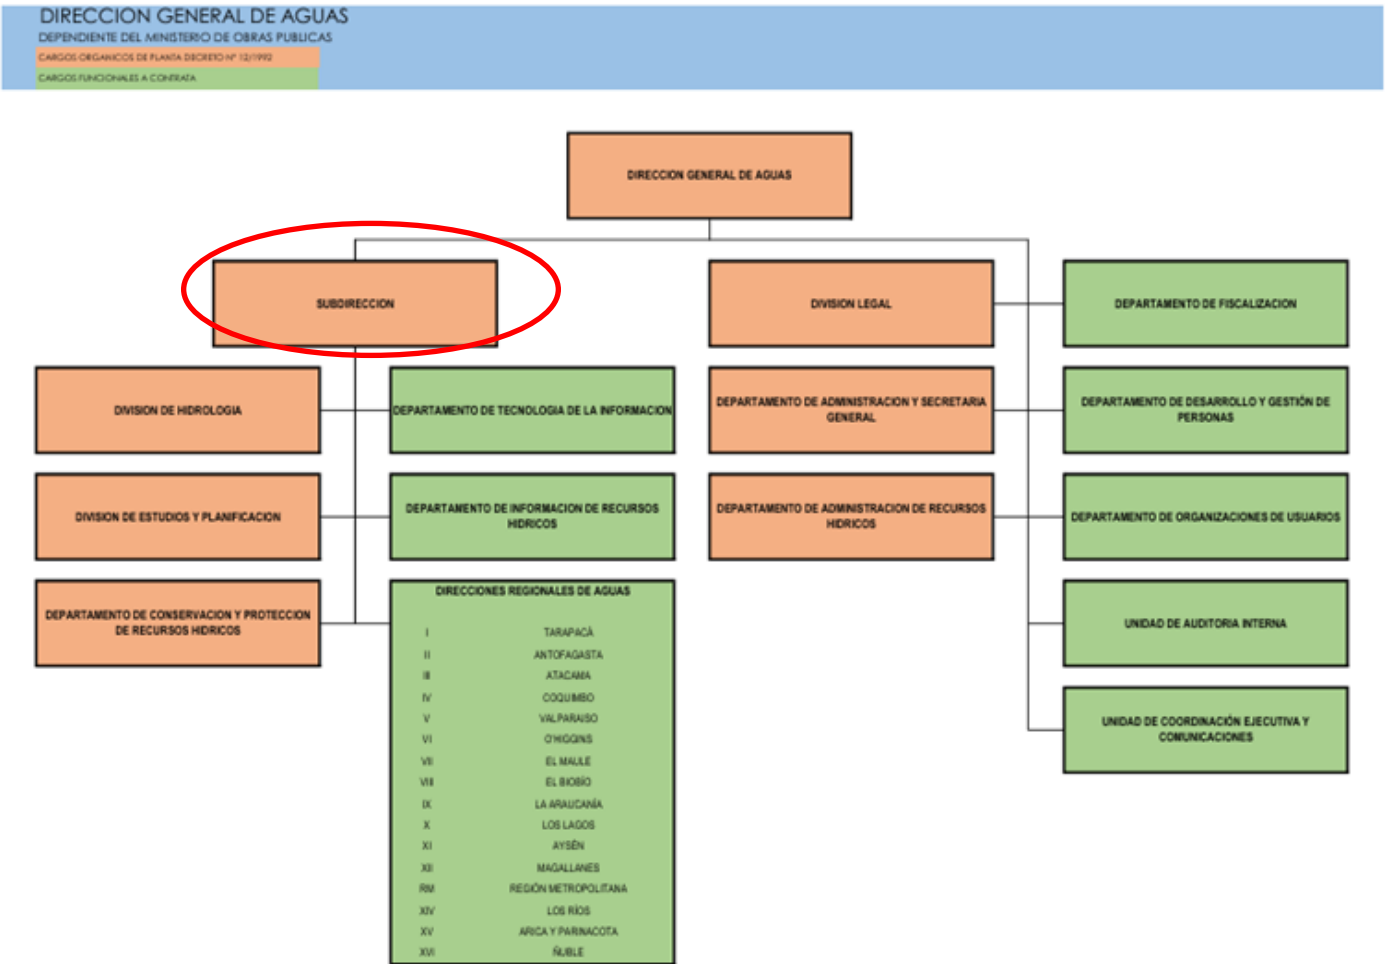 DIRECCION GENERAL DE AGUAS
DEPENDIENTE DEL MINISTERIO DE OBRAS PUBLICAS
CARGOS ORGANICOS DE PLANTA DECRETO Nº 12/1992
CARGOS FUNCIONALES A CONTRATA
DIRECCION GENERAL DE AGUAS
SUBDIRECCION
DIVISION DE HIDROLOGIA
DEPARTAMENTO DE TECNOLOGIA DE LA INFORMACION
DIVISION DE ESTUDIOS Y PLANIFICACION
DEPARTAMENTO DE INFORMACION DE RECURSOS
HIDRICOS
DEPARTAMENTO DE CONSERVACION Y PROTECCION
DE RECURSOS HIDRICOS
DIRECCIONES REGIONALES DE AGUAS
I TARAPACÁ
II ANTOFAGASTA
III ATACAMA
IV COQUIMBO
V VALPARAISO
VI O'HIGGINS
VII EL MAULE
VIII EL BIOBÍO
IX LA ARAUCANÍA
X LOS LAGOS
XI AYSÉN
XII MAGALLANES
RM REGIÓN METROPOLITANA
XIV LOS RÍOS
XV ARICA Y PARINACOTA
XVI ÑUBLE
DIVISION LEGAL
DEPARTAMENTO DE FISCALIZACION
DEPARTAMENTO DE ADMINISTRACION Y SECRETARIA
GENERAL
DEPARTAMENTO DE DESARROLLO Y GESTIÓN DE
PERSONAS
DEPARTAMENTO DE ADMINISTRACION DE RECURSOS
HIDRICOS
DEPARTAMENTO DE ORGANIZACIONES DE USUARIOS
UNIDAD DE AUDITORIA INTERNA
UNIDAD DE COORDINACIÓN EJECUTIVA Y
COMUNICACIONES